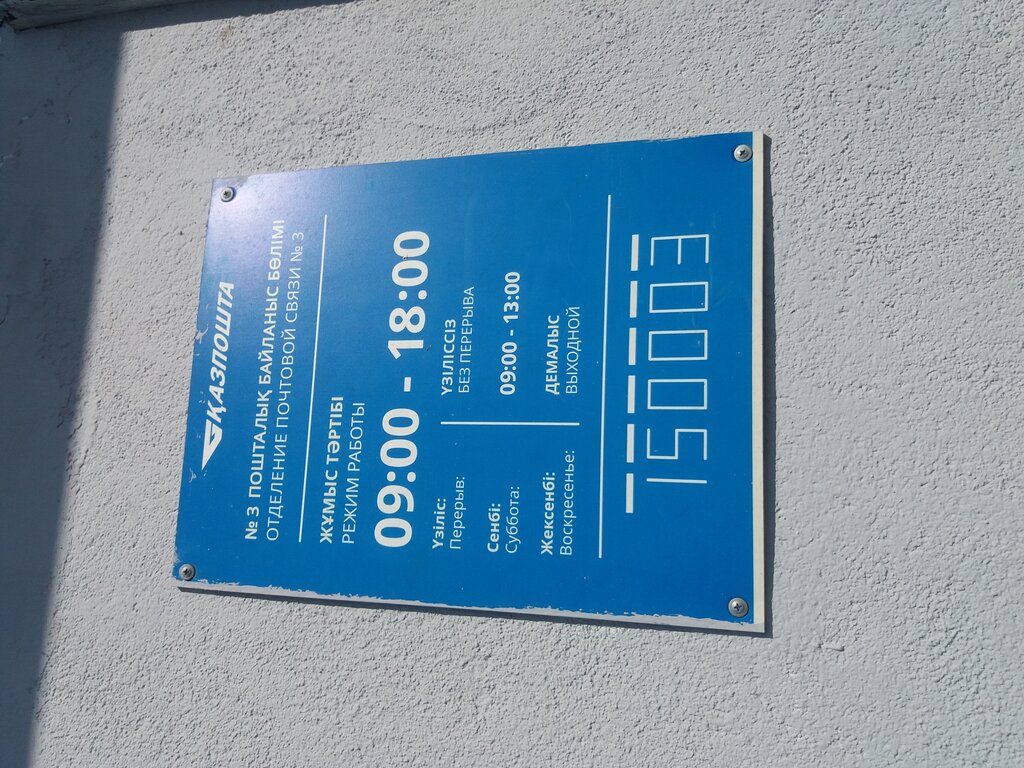 ҚАЗПОШТА
№ 3 ПОШТАЛЫҚ БАЙЛАНЫС БӨЛІМІ
ОТДЕЛЕНИЕ ПОЧТОВОЙ СВЯЗИ № 3
ЖҰМЫС ТӘРТІБІ
РЕЖИМ РАБОТЫ
09:00 - 18:00
Үзіліс: ҮЗІЛІССІЗ
Перерыв: БЕЗ ПЕРЕРЫВА
Сенбі: 09:00 - 13:00
Суббота:
Жексенбі: ДЕМАЛЫС
Воскресенье: ВЫХОДНОЙ
150003